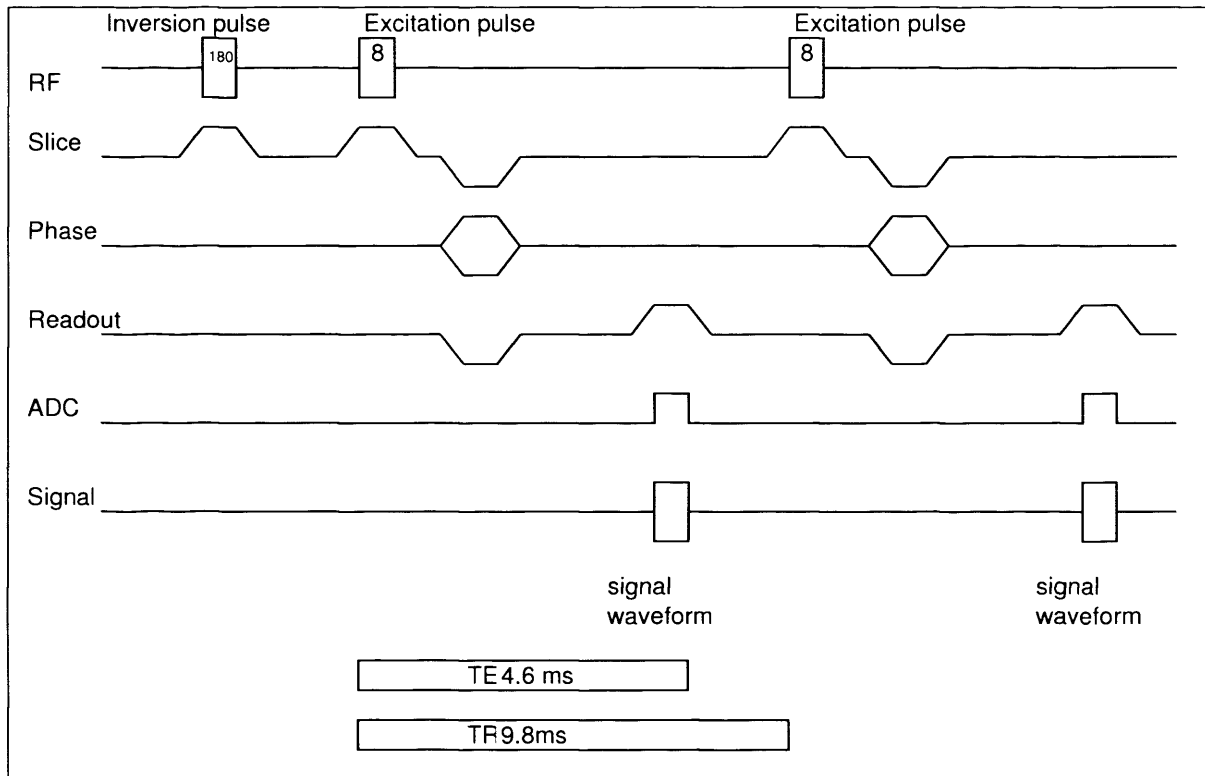 Inversion pulse
Excitation pulse
Excitation pulse
180
8
8
RF
Slice
Phase
Readout
ADC
Signal
signal
waveform
signal
waveform
TE 4.6 ms
TR 9.8ms